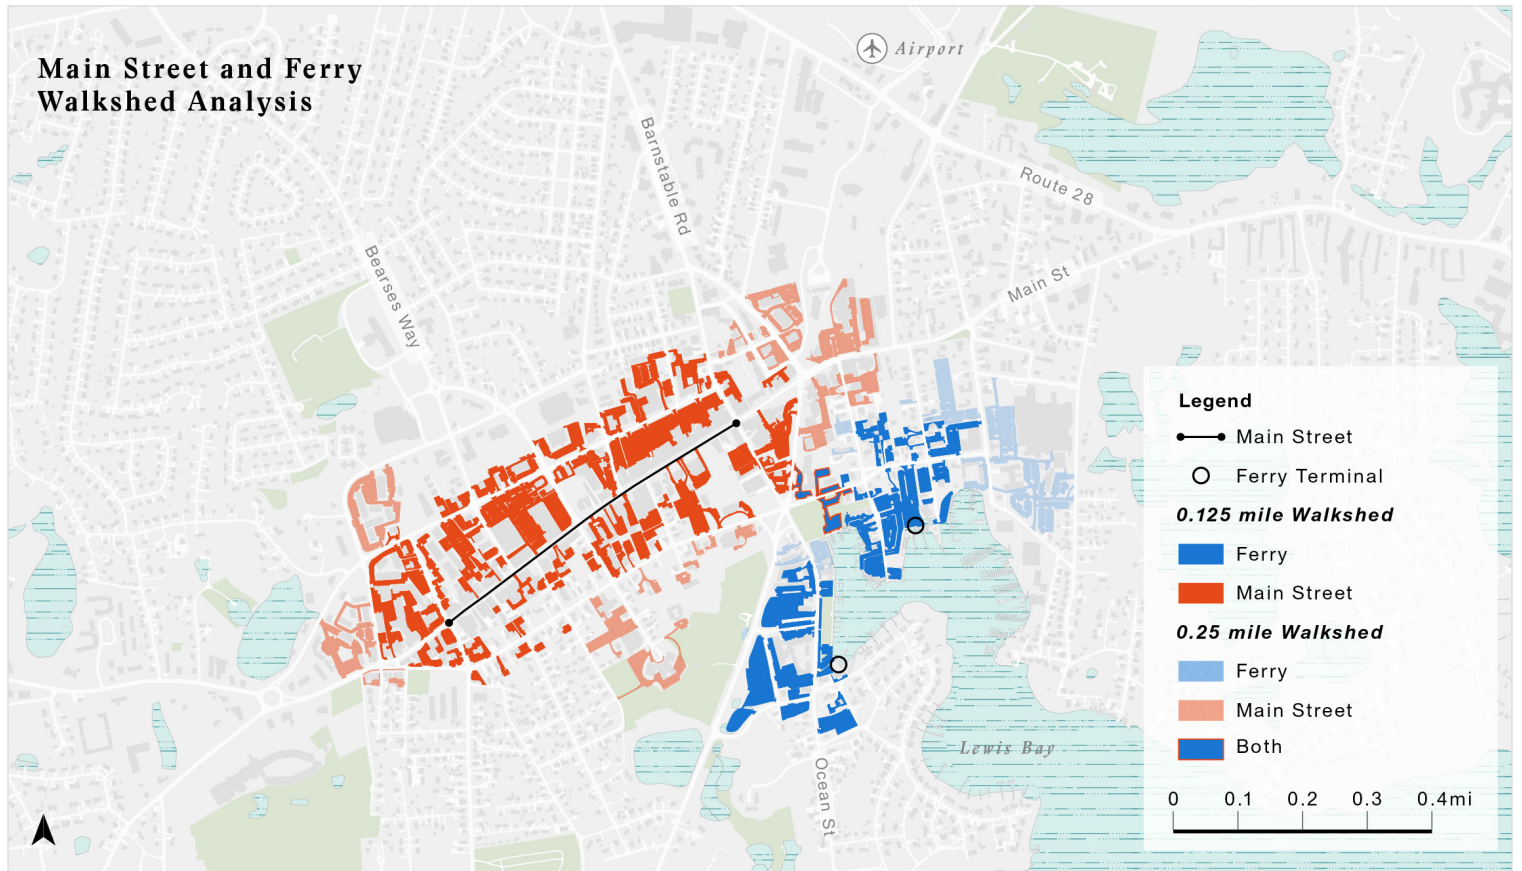 Main Street and Ferry
Walkshed Analysis
Airport
Barnstable Rd
Route 28
Bearses Way
Main St
Legend
Main Street
Ferry Terminal
0.125 mile Walkshed
Ferry
Main Street
0.25 mile Walkshed
Ferry
Main Street
Both
0 0.1 0.2 0.3 0.4mi
Lewis Bay
Ocean St